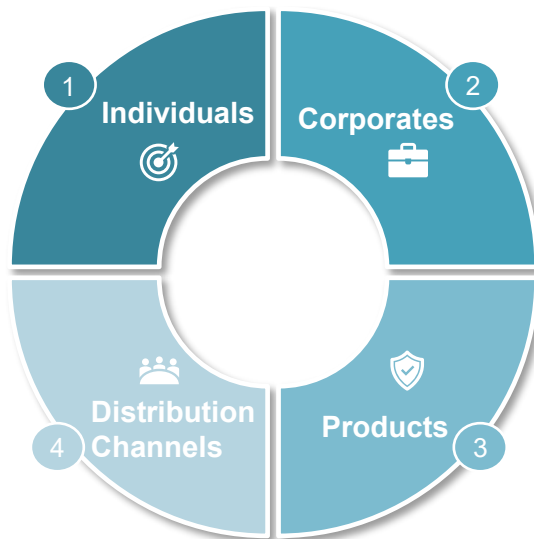 1
Individuals
2
Corporates
3
Products
4
Distribution
Channels